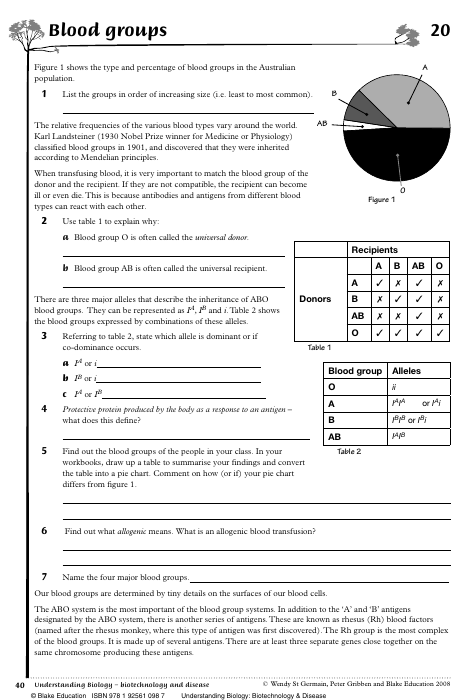 Blood groups
20
Figure 1 shows the type and percentage of blood groups in the Australian
population.
1 List the groups in order of increasing size (i.e. least to most common).
The relative frequencies of the various blood types vary around the world.
Karl Landsteiner (1930 Nobel Prize winner for Medicine or Physiology)
classified blood groups in 1901, and discovered that they were inherited
according to Mendelian principles.
When transfusing blood, it is very important to match the blood group of the
donor and the recipient. If they are not compatible, the recipient can become
ill or even die. This is because antibodies and antigens from different blood
types can react with each other.
A
B
AB
O
Figure 1
2 Use table 1 to explain why:
a Blood group O is often called the universal donor.
b Blood group AB is often called the universal recipient.
There are three major alleles that describe the inheritance of ABO
blood groups. They can be represented as Iᴬ, Iᴮ and i. Table 2 shows
the blood groups expressed by combinations of these alleles.
Recipients
A B AB O
Donors
A ✓ ✗ ✓ ✗
B ✗ ✓ ✓ ✗
AB ✗ ✗ ✓ ✗
O ✓ ✓ ✓ ✓
Table 1
3 Referring to table 2, state which allele is dominant or if
co-dominance occurs.
a Iᴬ or i
b Iᴮ or i
c Iᴬ or Iᴮ
4 Protective protein produced by the body as a response to an antigen –
what does this define?
Blood group Alleles
O ii
A IᴬIᴬ or Iᴬi
B IᴮIᴮ or Iᴮi
AB IᴬIᴮ
Table 2
5 Find out the blood groups of the people in your class. In your
workbooks, draw up a table to summarise your findings and convert
the table into a pie chart. Comment on how (or if) your pie chart
differs from figure 1.
6 Find out what allogenic means. What is an allogenic blood transfusion?
7 Name the four major blood groups.
Our blood groups are determined by tiny details on the surfaces of our blood cells.
The ABO system is the most important of the blood group systems. In addition to the 'A' and 'B' antigens
designated by the ABO system, there is another series of antigens. These are known as rhesus (Rh) blood factors
(named after the rhesus monkey, where this type of antigen was first discovered). The Rh group is the most complex
of the blood groups. It is made up of several antigens. There are at least three separate genes close together on the
same chromosome producing these antigens.
40 Understanding Biology – biotechnology and disease
© Wendy St Germain, Peter Gribben and Blake Education 2008
© Blake Education ISBN 978 1 92561 098 7 Understanding Biology: Biotechnology & Disease